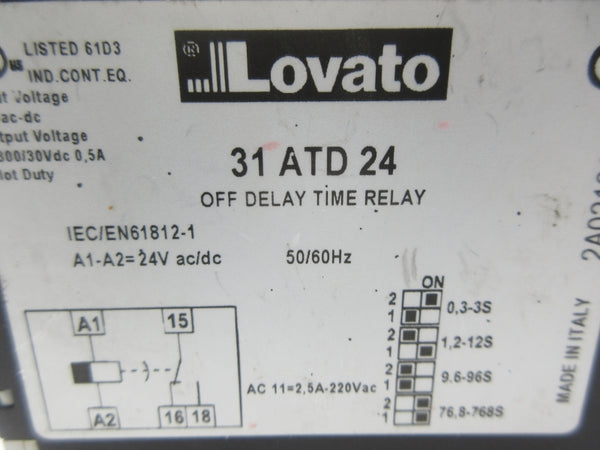 LISTED 61D3
IND.CONT.EQ.
® Lovato
Voltage
ac-dc
Voltage
300/30Vdc 0,5A
Duty
31 ATD 24
OFF DELAY TIME RELAY
IEC/EN61812-1
A1-A2= 24V ac/dc 50/60Hz
ON
2
1
0,3-3S
2
1
1,2-12S
2
1
9.6-96S
2
1
76,8-768S
A1 15
A2 16 18
AC 11=2,5A-220Vac
MADE IN ITALY